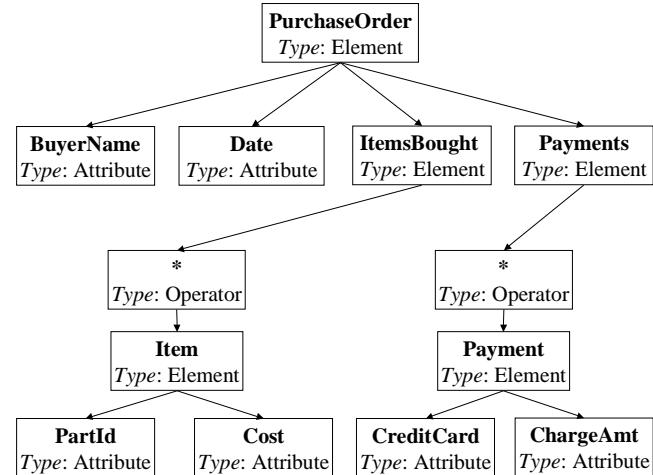 PurchaseOrder
Type: Element
BuyerName
Type: Attribute
Date
Type: Attribute
ItemsBought
Type: Element
Payments
Type: Element
*
Type: Operator
*
Type: Operator
Item
Type: Element
Payment
Type: Element
PartId
Type: Attribute
Cost
Type: Attribute
CreditCard
Type: Attribute
ChargeAmt
Type: Attribute